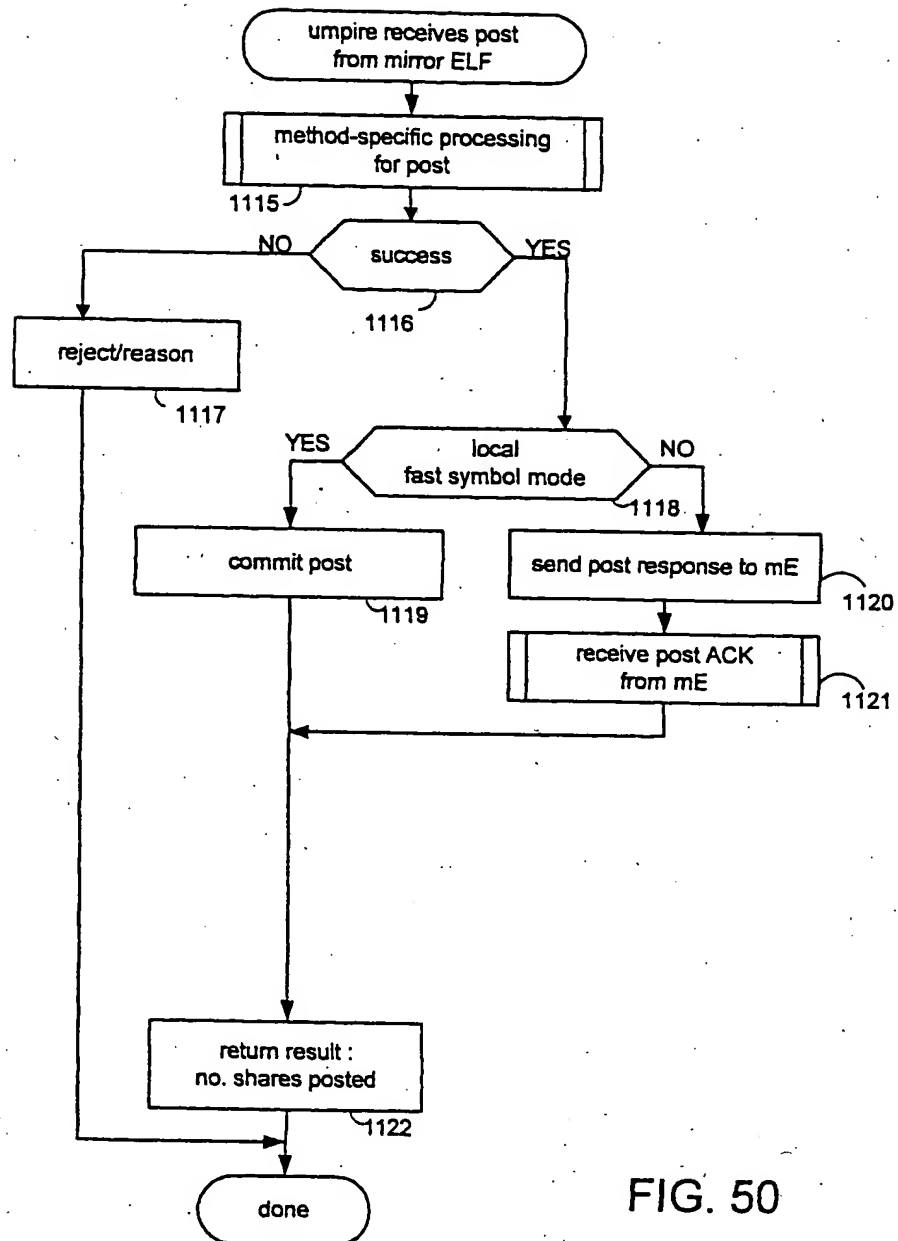 umpire receives post
from mirror ELF
method-specific processing
for post
1115
NO
success
YES
1116
reject/reason
1117
YES
local
fast symbol mode
NO
1118
commit post
1119
send post response to mE
1120
receive post ACK
from mE
1121
return result :
no. shares posted
1122
done
FIG. 50